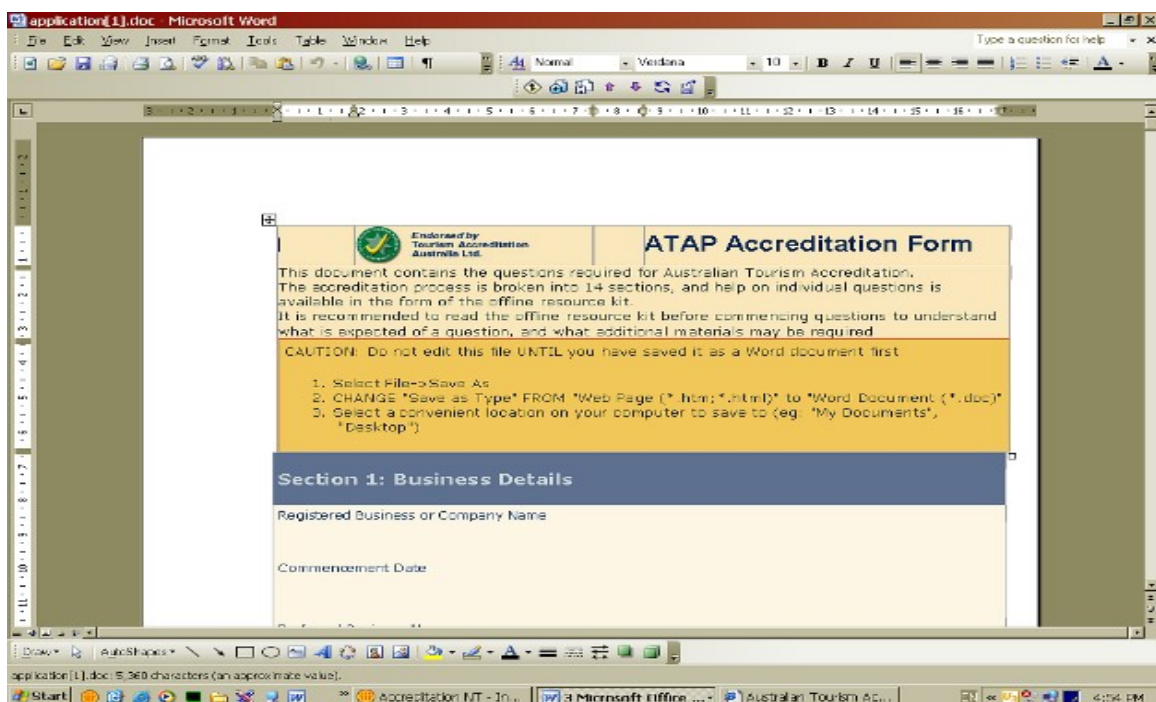 application[1].doc - Microsoft Word
File Edit View Insert Format Tools Table Window Help
Type a question for help
Normal Verdana 10 B I U
Endorsed by
Tourism Accreditation
Australia Ltd.
ATAP Accreditation Form
This document contains the questions required for Australian Tourism Accreditation.
The accreditation process is broken into 14 sections, and help on individual questions is
available in the form of the offline resource kit.
It is recommended to read the offline resource kit before commencing questions to understand
what is expected of a question, and what additional materials may be required
CAUTION: Do not edit this file UNTIL you have saved it as a Word document first
1. Select File->Save As
2. CHANGE "Save as Type" FROM "Web Page (*.htm;*.html)" to "Word Document (*.doc)"
3. Select a convenient location on your computer to save to (eg: "My Documents",
"Desktop")
Section 1: Business Details
Registered Business or Company Name
Commencement Date
Draw AutoShapes
application[1].doc: 5,360 characters (an approximate value).
Start Accreditation NT - In... 3 Microsoft Office ... Australian Tourism Ac... 4:54 PM